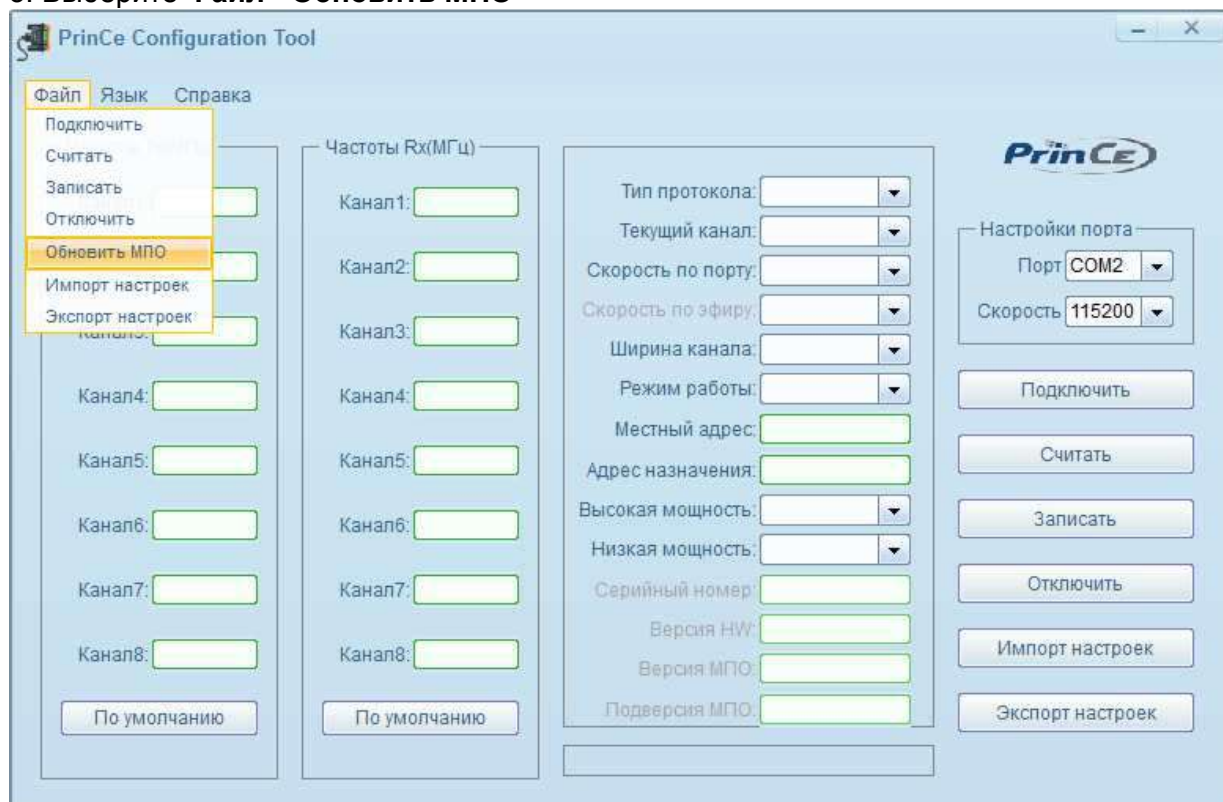 Выберите Файл - Обновить МПО
PrinCe Configuration Tool
Файл Язык Справка
Подключить
Считать
Записать
Отключить
Обновить МПО
Импорт настроек
Экспорт настроек
Канал4:
Канал5:
Канал6:
Канал7:
Канал8:
По умолчанию
Частоты Rx(МГц)
Канал1:
Канал2:
Канал3:
Канал4:
Канал5:
Канал6:
Канал7:
Канал8:
По умолчанию
Тип протокола:
Текущий канал:
Скорость по порту:
Скорость по эфиру:
Ширина канала:
Режим работы:
Местный адрес:
Адрес назначения:
Высокая мощность:
Низкая мощность:
Серийный номер:
Версия HW:
Версия МПО:
Подверсия МПО:
PrinCE
Настройки порта
Порт COM2
Скорость 115200
Подключить
Считать
Записать
Отключить
Импорт настроек
Экспорт настроек